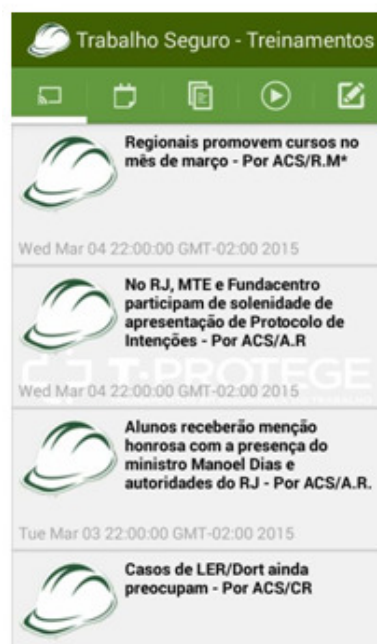 Trabalho Seguro - Treinamentos
Regionais promovem cursos no
mês de março - Por ACS/R.M*
Wed Mar 04 22:00:00 GMT-02:00 2015
No RJ, MTE e Fundacentro
participam de solenidade de
apresentação de Protocolo de
Intenções - Por ACS/A.R
T-PROTEGE
Wed Mar 04 22:00:00 GMT-02:00 2015
Alunos receberão menção
honrosa com a presença do
ministro Manoel Dias e
autoridades do RJ - Por ACS/A.R.
Tue Mar 03 22:00:00 GMT-02:00 2015
Casos de LER/Dort ainda
preocupam - Por ACS/CR